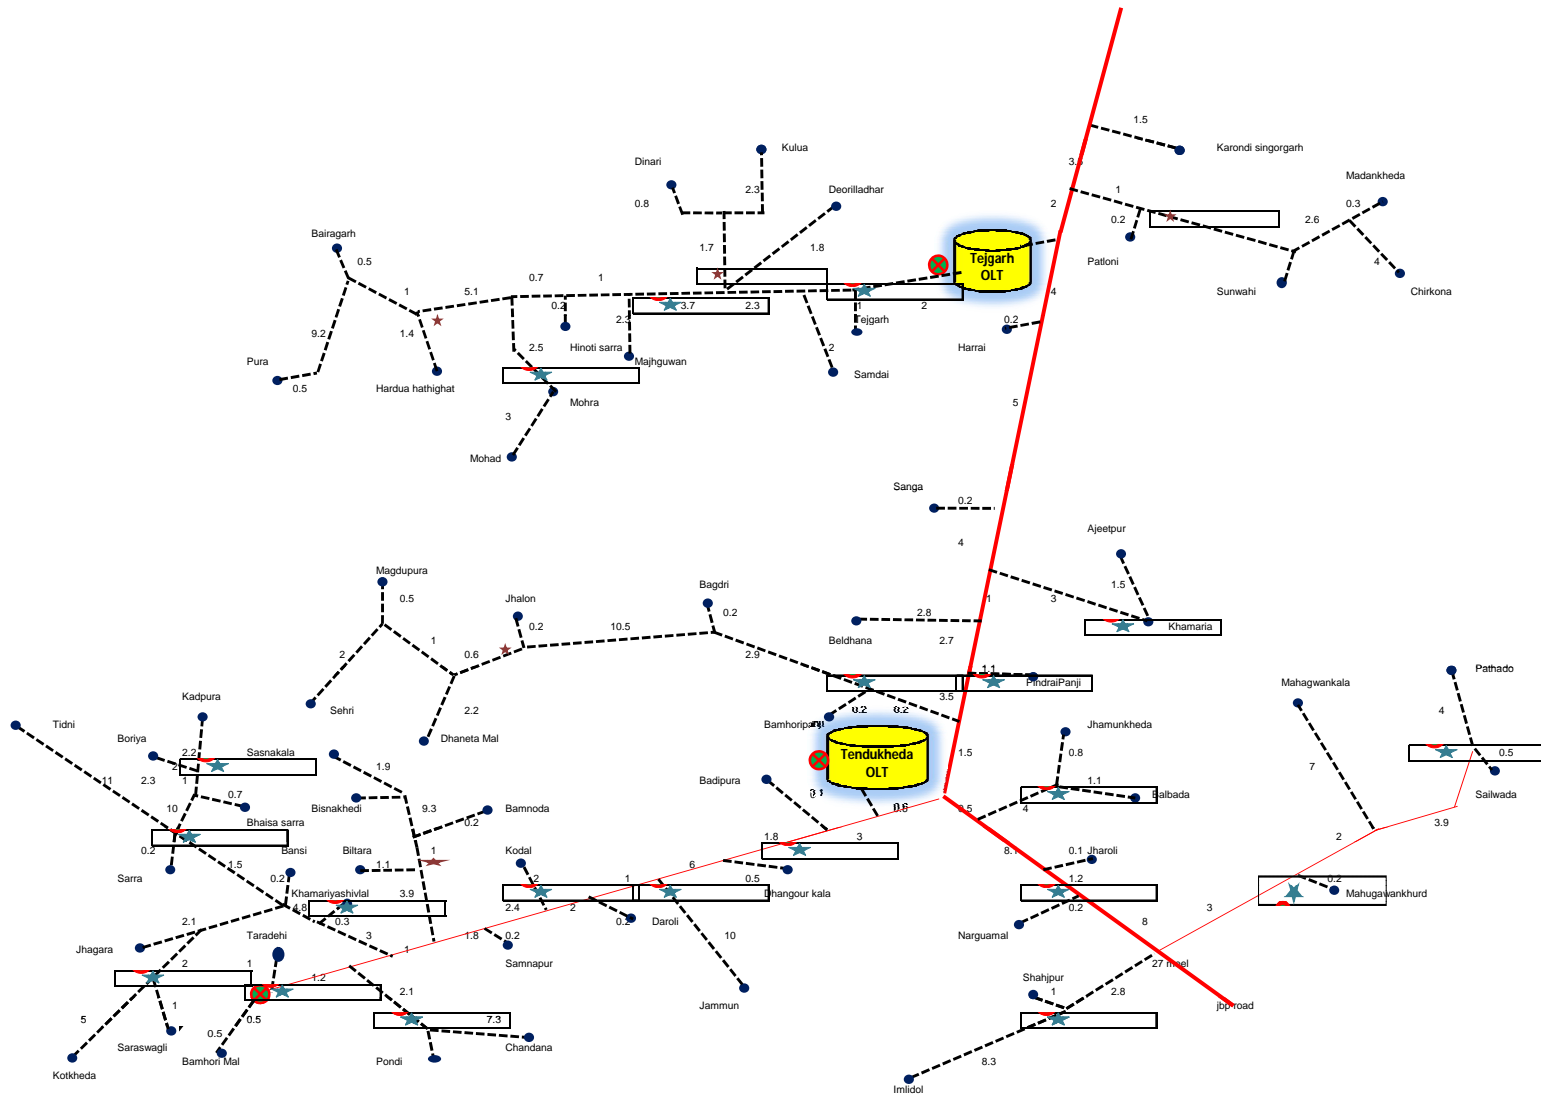 1.5
Karondi singorgarh
Kulua
Dinari
3.8
Madankheda
2.3
Deorilladhar
1
0.8
2
0.3
0.2
2.6
Bairagarh
1.7
1.8
Patloni
Tejgarh
OLT
0.5
4
Chirkona
0.7
1
Sunwahi
1
5.1
4
0.2
3.7
2.3
1
2
9.2
1.4
2.3
Tejgarh
0.2
2.5
Hinoti sarra
2
Harrai
Pura
Majhguwan
0.5
Hardua hathighat
Samdai
Mohra
5
3
Mohad
Sanga
0.2
Ajeetpur
4
Magdupura
Bagdri
1.5
0.5
Jhalon
1
3
0.2
2.8
0.2
10.5
Beldhana
2.7
Khamaria
1
2
0.6
2.9
1.1
Pathado
PindraiPanji
Mahagwankala
Kadpura
3.5
Sehri
2.2
0.2
0.2
4
Tidni
Bamhoripanji
Jhamunkheda
Dhaneta Mal
Boriya
2.2
Sasnakala
Tendukheda
OLT
1.5
0.8
0.5
2
7
11
2.3
1
1.9
Badipura
1.1
0.7
Bisnakhedi
9.3
Bamnoda
0.6
4
Balbada
Sailwada
10
Bhaisa sarra
0.2
3.9
Bansi
Biltara
1
Kodal
1.8
3
2
0.2
1.5
1.1
6
8.1
0.1
Jharoli
Sarra
0.2
2
1
0.5
1.2
0.2
Khamariyashivlal
3.9
Dhangour kala
Mahugawankhurd
4.8
2.4
2
0.2
3
2.1
0.3
0.2
Daroli
8
Taradehi
3
1.8
0.2
10
Narguamal
Jhagara
1
Samnapur
27 meel
2
1
1.2
Shahjpur
2.8
1
2.1
1
Jammun
jbp road
5
0.5
0.5
7.3
Saraswagli
Chandana
Bamhori Mal
Pondi
8.3
Kotkheda
Imlidol